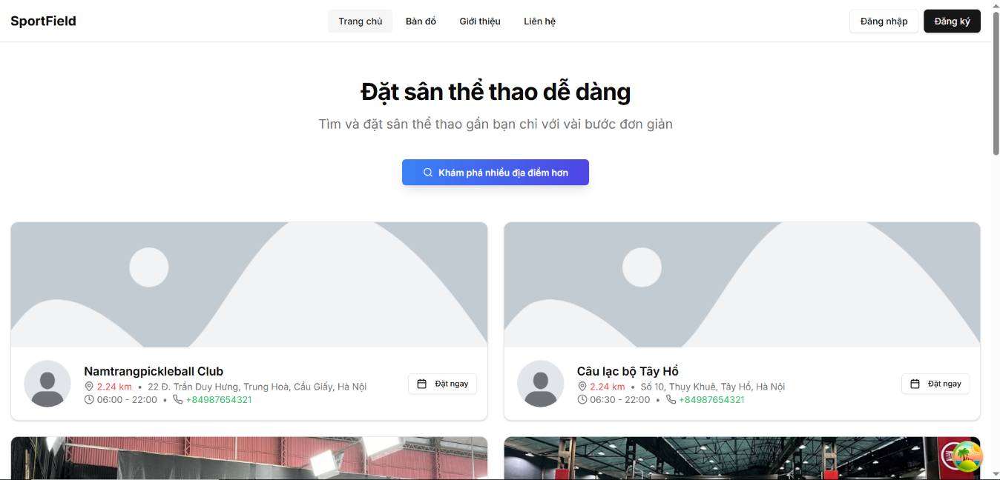 SportField
Trang chủ
Bản đồ
Giới thiệu
Liên hệ
Đăng nhập
Đăng ký
Đặt sân thể thao dễ dàng
Tìm và đặt sân thể thao gần bạn chỉ với vài bước đơn giản
Khám phá nhiều địa điểm hơn
Namtrangpickleball Club
2.24 km • 22 Đ. Trần Duy Hưng, Trung Hoà, Cầu Giấy, Hà Nội
06:00 - 22:00 • +84987654321
Đặt ngay
Câu lạc bộ Tây Hồ
2.24 km • Số 10, Thụy Khuê, Tây Hồ, Hà Nội
06:30 - 22:00 • +84987654321
Đặt ngay